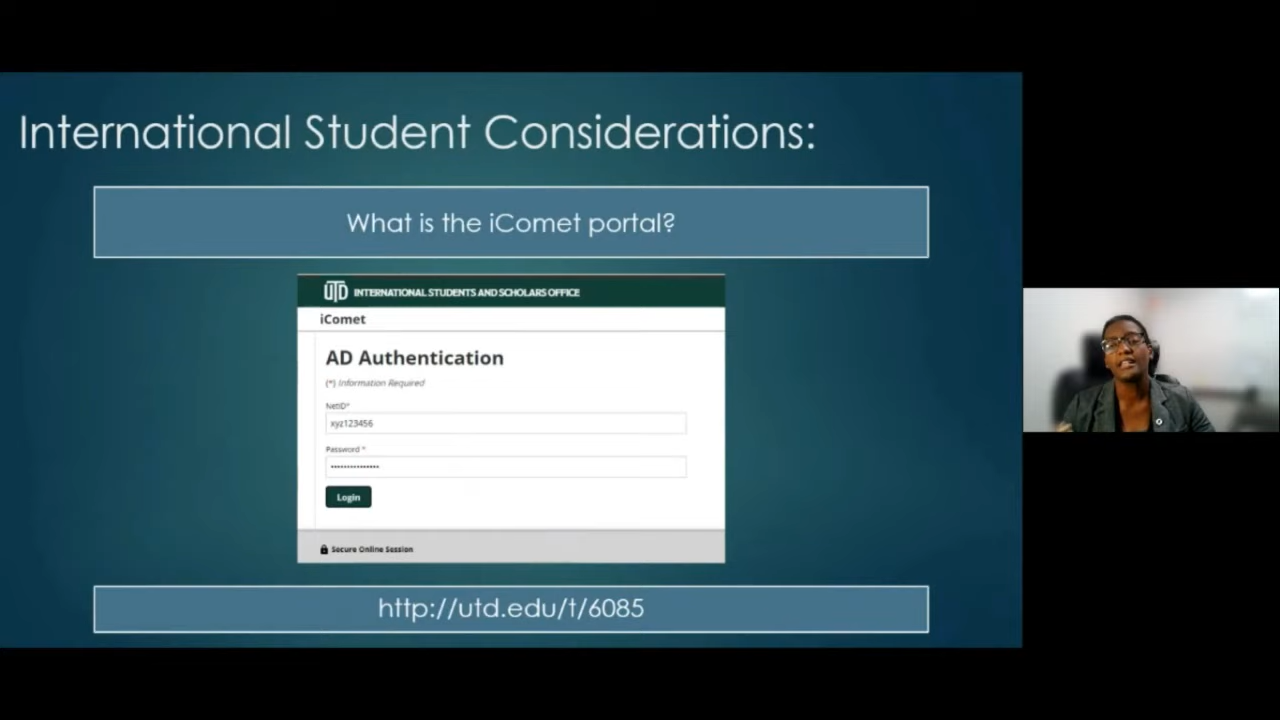 International Student Considerations:
What is the iComet portal?
UTD INTERNATIONAL STUDENTS AND SCHOLARS OFFICE
iComet
AD Authentication
(*) Information Required
NetID*
xyz123456
Password *
••••••••••••••
Login
Secure Online Session
http://utd.edu/t/6085